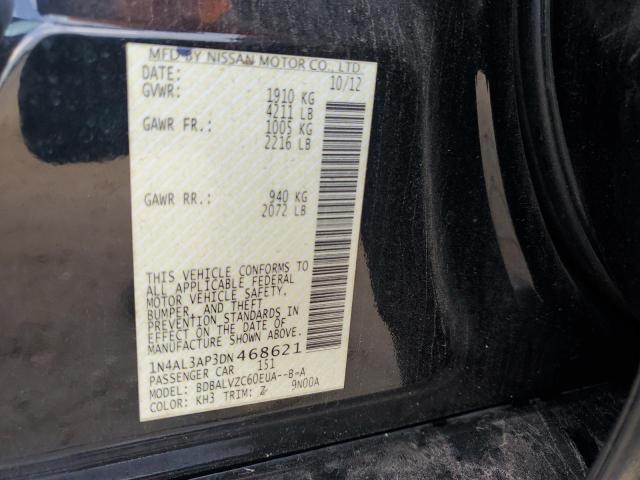 MFD BY NISSAN MOTOR CO., LTD
DATE: 10/12
GVWR: 1910 KG
4211 LB
GAWR FR.: 1005 KG
2216 LB
GAWR RR.: 940 KG
2072 LB
THIS VEHICLE CONFORMS TO
ALL APPLICABLE FEDERAL
MOTOR VEHICLE SAFETY,
BUMPER, AND THEFT
PREVENTION STANDARDS IN
EFFECT ON THE DATE OF
MANUFACTURE SHOWN ABOVE.
1N4AL3AP3DN468621
PASSENGER CAR 151
MODEL: BDBALVZC60EUA--B-A
COLOR: KH3 TRIM: Z 9N00A